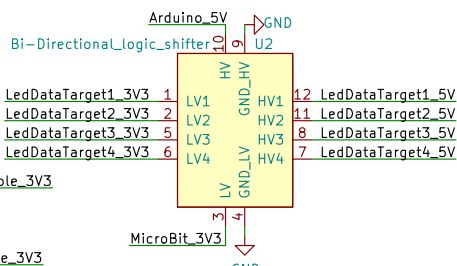 Arduino_5V
GND
Bi-Directional_logic_shifter
U2
10
9
HV
GND_HV
LedDataTarget1_3V3 1 LV1 HV1 12 LedDataTarget1_5V
LedDataTarget2_3V3 2 LV2 HV2 11 LedDataTarget2_5V
LedDataTarget3_3V3 5 LV3 HV3 8 LedDataTarget3_5V
LedDataTarget4_3V3 6 LV4 HV4 7 LedDataTarget4_5V
LV
GND_LV
ole_3V3
3
4
MicroBit_3V3
e_3V3